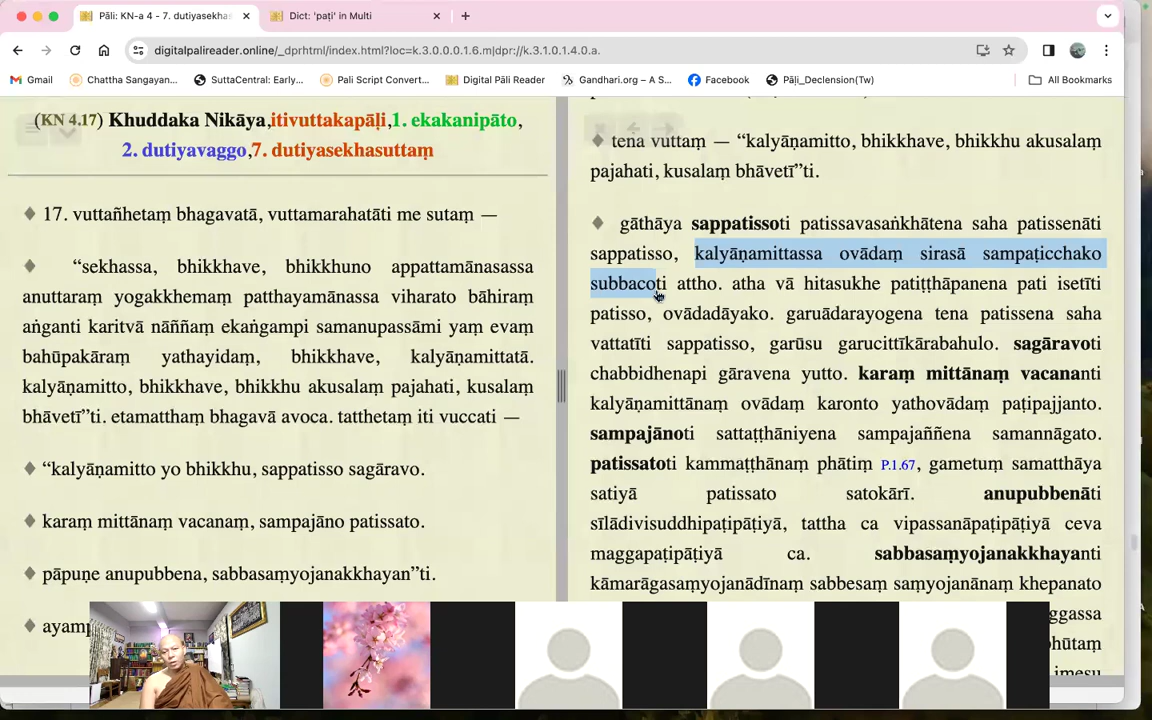 Pāli: KN-a 4 - 7. dutiyasekhas
Dict: 'paṭi' in Multi
digitalpalireader.online/_dprhtml/index.html?loc=k.3.0.0.0.1.6.m|dpr://k.3.1.0.1.4.0.a.
Gmail
Chattha Sangayan...
SuttaCentral: Early...
Pali Script Convert...
Digital Pāli Reader
Gandhari.org – A S...
Facebook
Pāḷi_Declension(Tw)
All Bookmarks
(KN 4.17) Khuddaka Nikāya,itivuttakapāḷi,1. ekakanipāto,
2. dutiyavaggo,7. dutiyasekhasuttaṃ
17. vuttañhetaṃ bhagavatā, vuttamarahatāti me sutaṃ —
“sekhassa, bhikkhave, bhikkhuno appattamānasassa
anuttaraṃ yogakkhemaṃ patthayamānassa viharato bāhiraṃ
aṅganti karitvā nāññaṃ ekaṅgampi samanupassāmi yaṃ evaṃ
bahūpakāraṃ yathayidaṃ, bhikkhave, kalyāṇamittatā.
kalyāṇamitto, bhikkhave, bhikkhu akusalaṃ pajahati, kusalaṃ
bhāvetī”ti. etamatthaṃ bhagavā avoca. tatthetaṃ iti vuccati —
“kalyāṇamitto yo bhikkhu, sappatisso sagāravo.
karaṃ mittānaṃ vacanaṃ, sampajāno patissato.
pāpuṇe anupubbena, sabbasaṃyojanakkhayan”ti.
tena vuttaṃ — “kalyāṇamitto, bhikkhave, bhikkhu akusalaṃ
pajahati, kusalaṃ bhāvetī”ti.
gāthāya sappatissoti patissavasaṅkhātena saha patissenāti
sappatisso, kalyāṇamittassa ovādaṃ sirasā sampaṭicchako
subbacoti attho. atha vā hitasukhe patiṭṭhāpanena pati isetīti
patisso, ovādadāyako. garuādarayogena tena patissena saha
vattatīti sappatisso, garūsu garucittīkārabahulo. sagāravoti
chabbidhenapi gāravena yutto. karaṃ mittānaṃ vacananti
kalyāṇamittānaṃ ovādaṃ karonto yathovādaṃ paṭipajjanto.
sampajānoti sattaṭṭhāniyena sampajaññena samannāgato.
patissatoti kammaṭṭhānaṃ phātiṃ P.1.67, gametuṃ samatthāya
satiyā patissato satokārī. anupubbenāti
sīlādivisuddhipaṭipāṭiyā, tattha ca vipassanāpaṭipāṭiyā ceva
maggapaṭipāṭiyā ca. sabbasaṃyojanakkhayanti
kāmarāgasaṃyojanādīnaṃ sabbesaṃ saṃyojanānaṃ khepanato